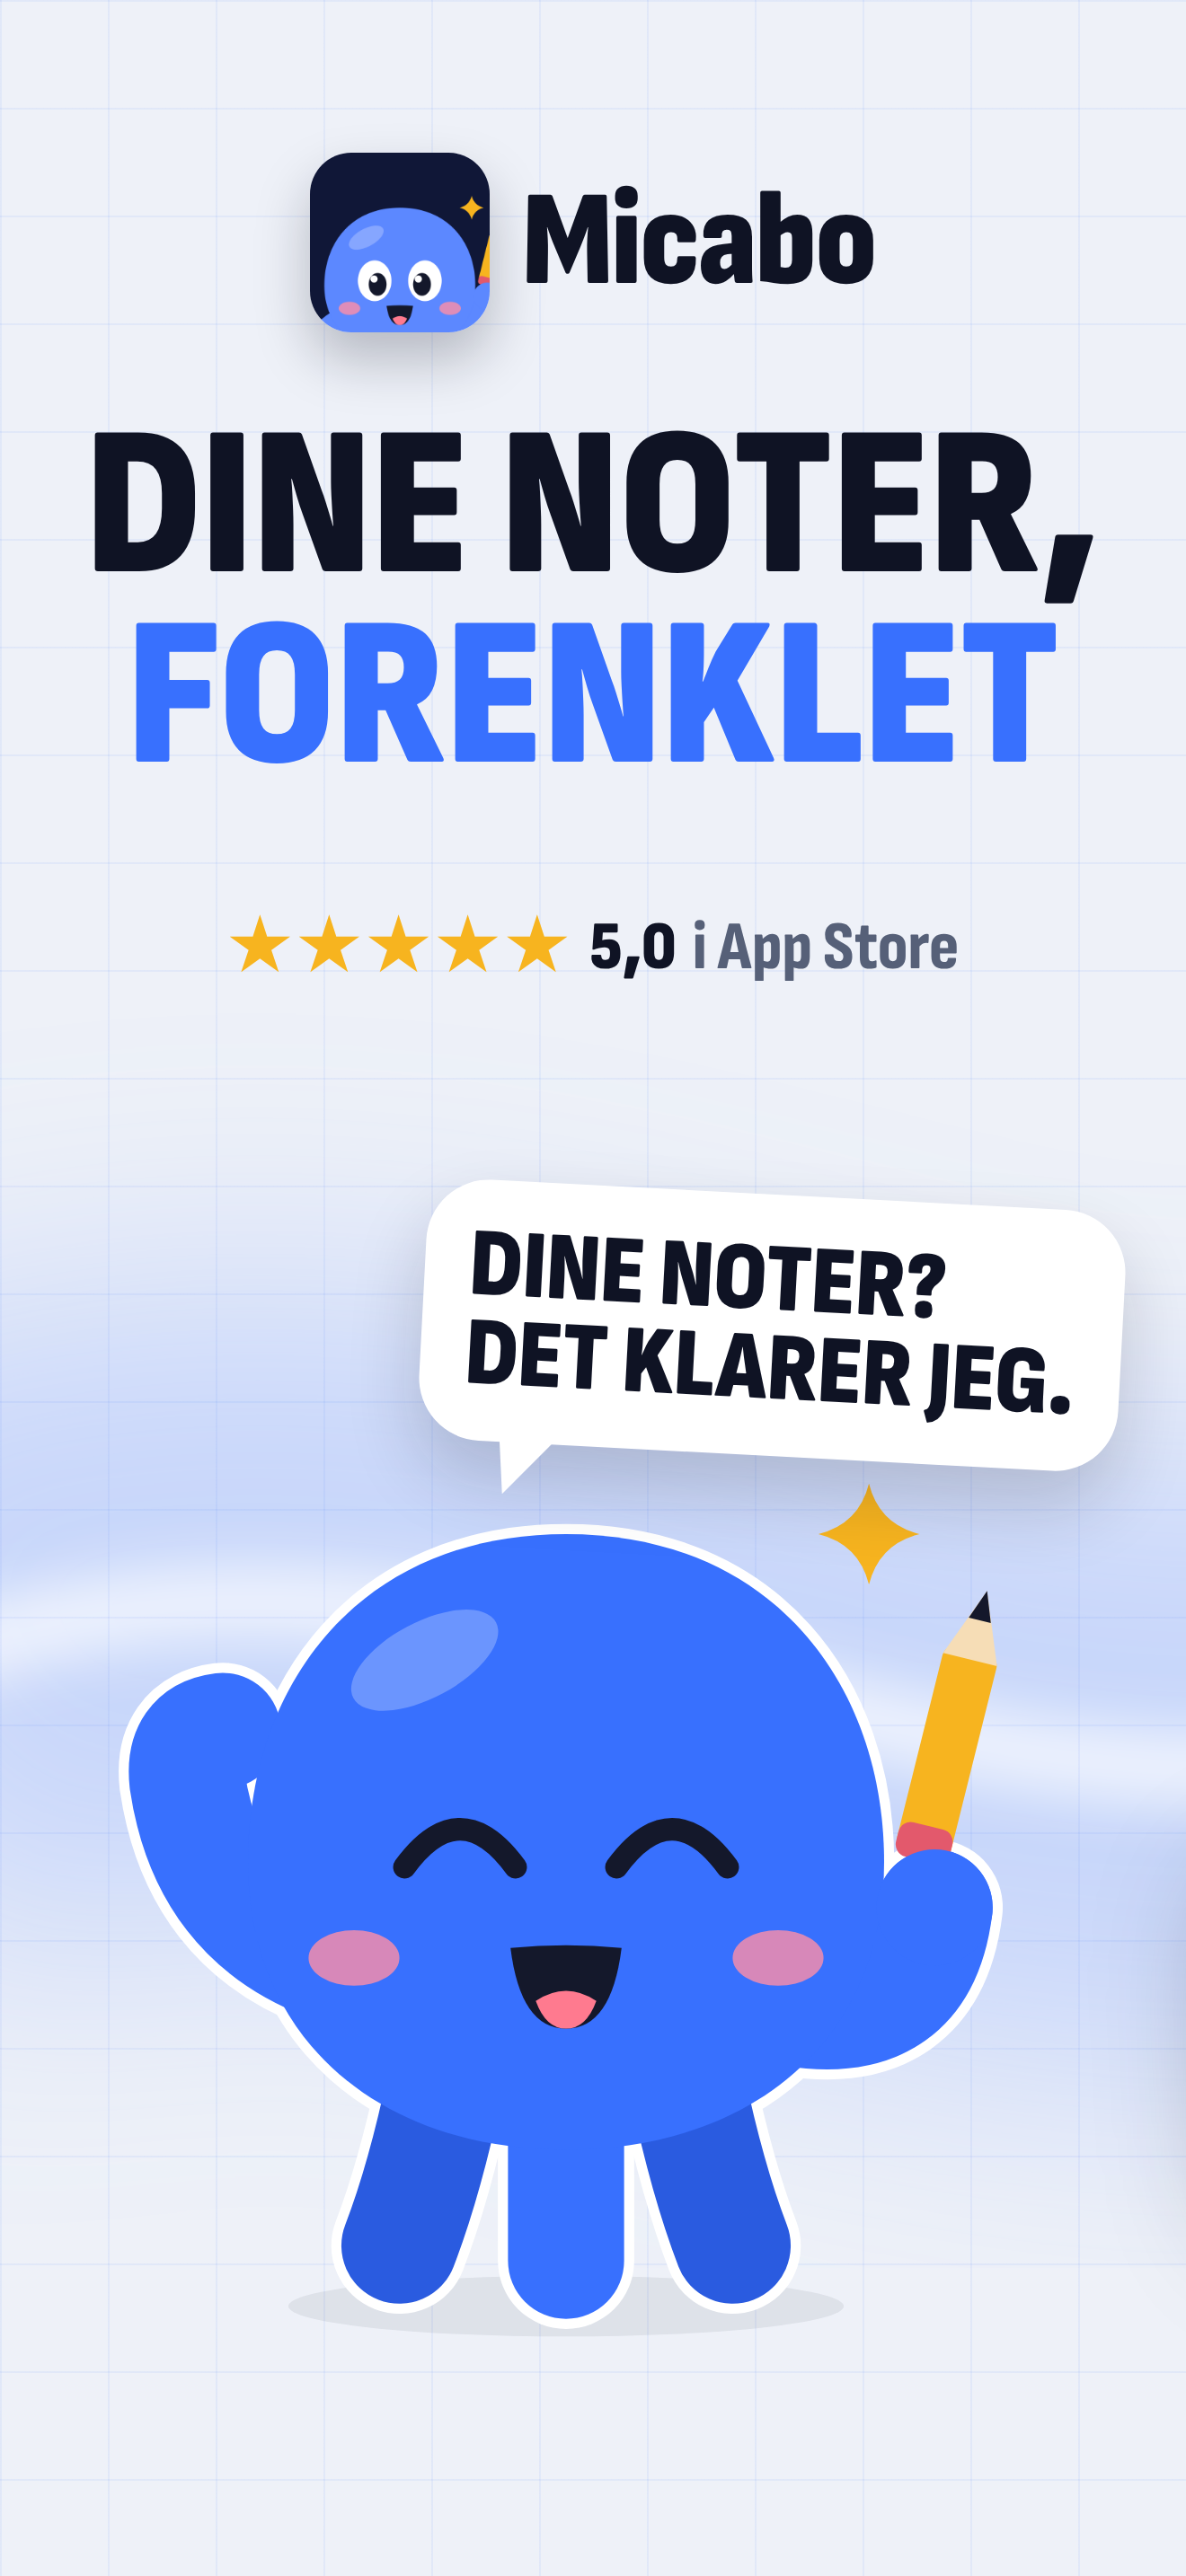 Micabo
DINE NOTER,
FORENKLET
5,0 i App Store
DINE NOTER?
DET KLARER JEG.